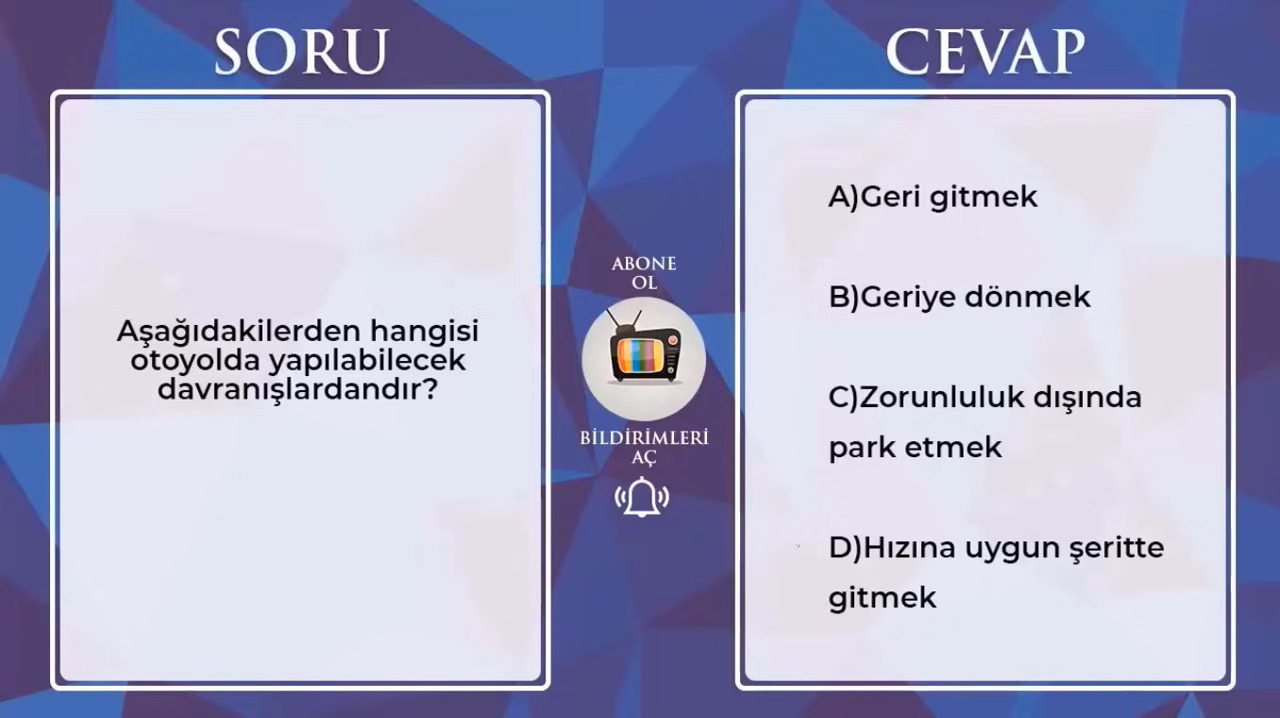 SORU
Aşağıdakilerden hangisi
otoyolda yapılabilecek
davranışlardandır?
ABONE
OL
BİLDİRİMLERİ
AÇ
CEVAP
A)Geri gitmek
B)Geriye dönmek
C)Zorunluluk dışında
park etmek
D)Hızına uygun şeritte
gitmek